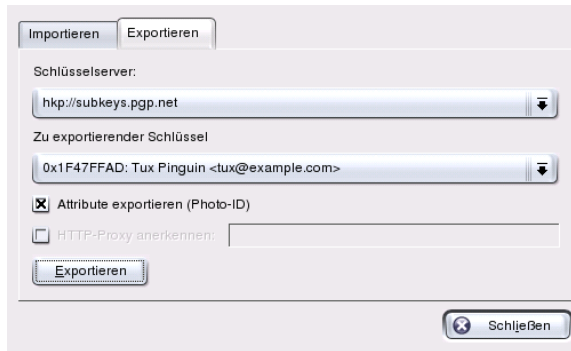 Importieren Exportieren
Schlüsselserver:
hkp://subkeys.pgp.net
Zu exportierender Schlüssel
0x1F47FFAD: Tux Pinguin <tux@example.com>
Attribute exportieren (Photo-ID)
HTTP-Proxy anerkennen:
Exportieren
Schließen